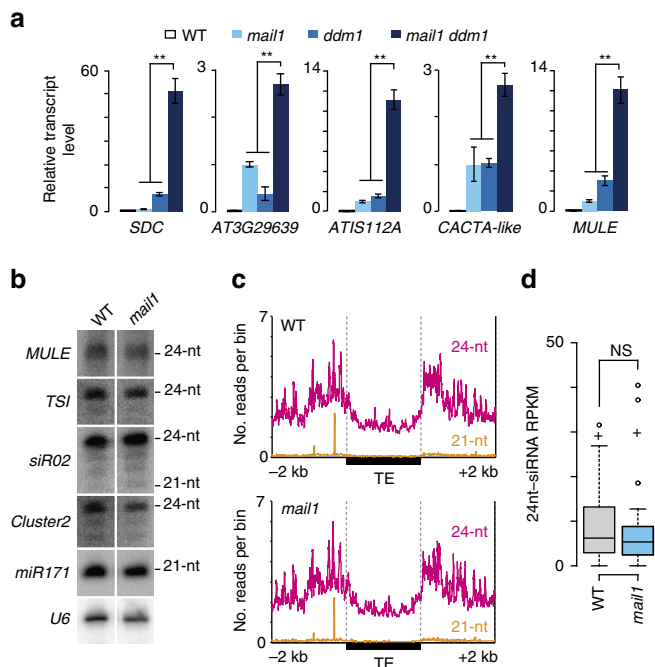 a
WT mail1 ddm1 mail1 ddm1
Relative transcript
level
60
0
**
SDC
3
0
**
AT3G29639
14
0
**
ATIS112A
3
0
**
CACTA-like
14
0
**
MULE
b
WT mail1
MULE 24-nt
TSI 24-nt
siR02 24-nt
21-nt
Cluster2 24-nt
miR171 21-nt
U6
c
No. reads per bin
7
0
WT
24-nt
21-nt
–2 kb TE +2 kb
No. reads per bin
7
0
mail1
24-nt
21-nt
–2 kb TE +2 kb
d
24nt–siRNA RPKM
50
0
NS
WT mail1